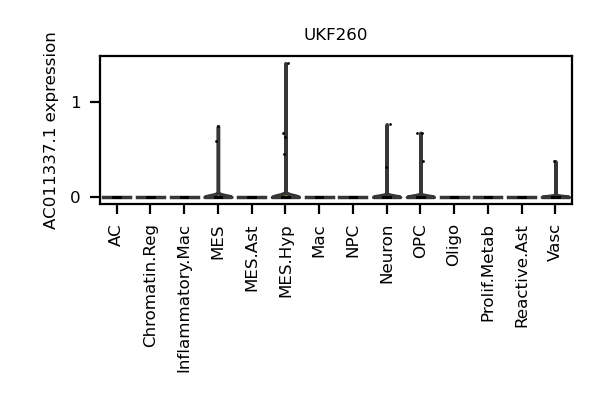 UKF260
AC011337.1 expression
1
0
AC
Chromatin.Reg
Inflammatory.Mac
MES
MES.Ast
MES.Hyp
Mac
NPC
Neuron
OPC
Oligo
Prolif.Metab
Reactive.Ast
Vasc